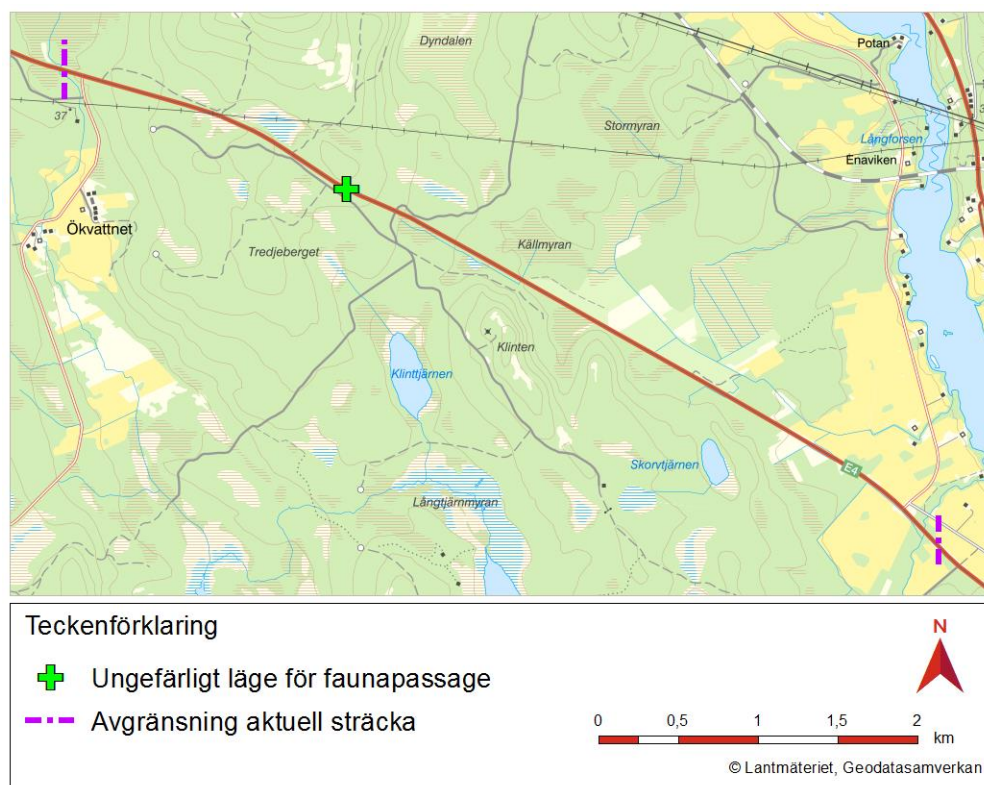 Dyndalen
Potan
37
Stormyran
Långforsen
Enaviken
Ökvattnet
Tredjeberget
Källmyran
Klinten
Klinttjärnen
Skorvtjärnen
E4
Långtjärnmyran
Teckenförklaring
Ungefärligt läge för faunapassage
Avgränsning aktuell sträcka
N
0 0,5 1 1,5 2
km
© Lantmäteriet, Geodatasamverkan